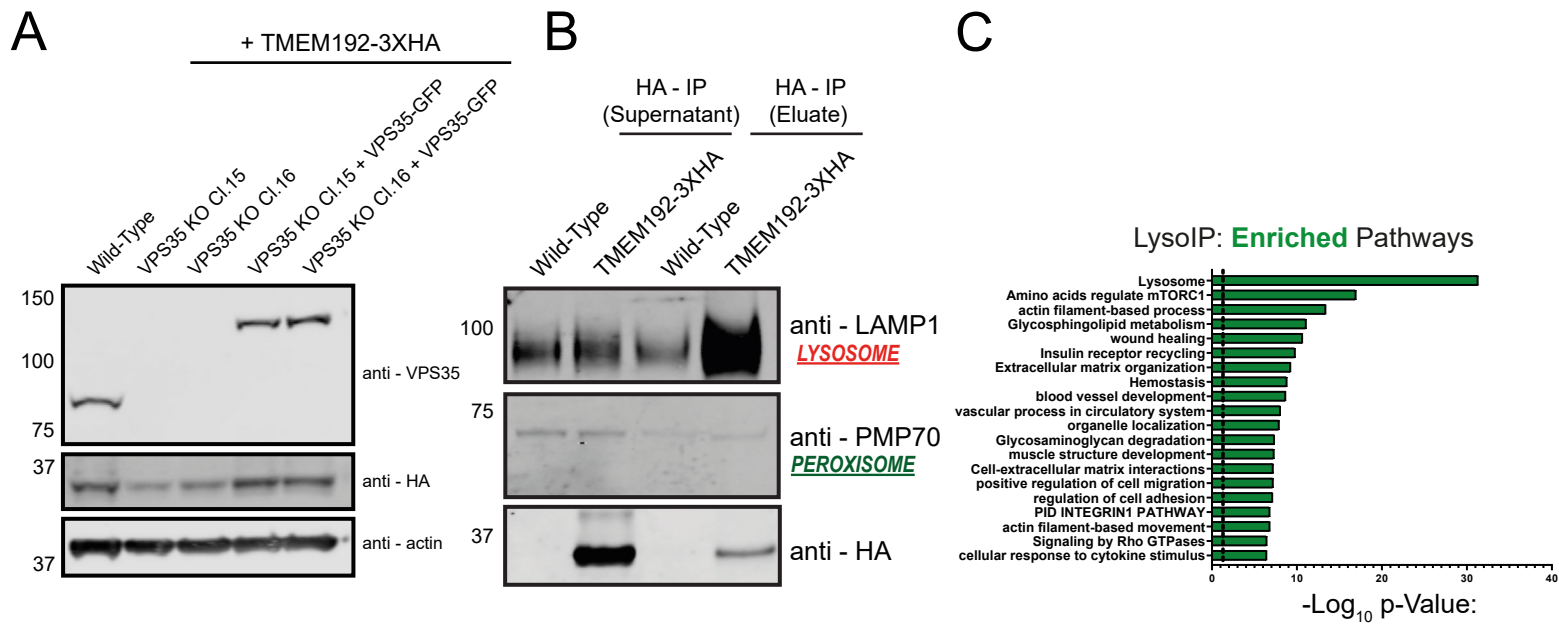 A
+ TMEM192-3XHA
Wild-Type
VPS35 KO Cl.15
VPS35 KO Cl.16
VPS35 KO Cl.15 + VPS35-GFP
VPS35 KO Cl.16 + VPS35-GFP
150
100
75
anti - VPS35
37
anti - HA
37
anti - actin
B
HA - IP
(Supernatant)
HA - IP
(Eluate)
Wild-Type
TMEM192-3XHA
Wild-Type
TMEM192-3XHA
100
anti - LAMP1
LYSOSOME
75
anti - PMP70
PEROXISOME
37
anti - HA
C
LysoIP: Enriched Pathways
Lysosome
Amino acids regulate mTORC1
actin filament-based process
Glycosphingolipid metabolism
wound healing
Insulin receptor recycling
Extracellular matrix organization
Hemostasis
blood vessel development
vascular process in circulatory system
organelle localization
Glycosaminoglycan degradation
muscle structure development
Cell-extracellular matrix interactions
positive regulation of cell migration
regulation of cell adhesion
PID INTEGRIN1 PATHWAY
actin filament-based movement
Signaling by Rho GTPases
cellular response to cytokine stimulus
0 10 20 30 40
-Log10 p-Value: